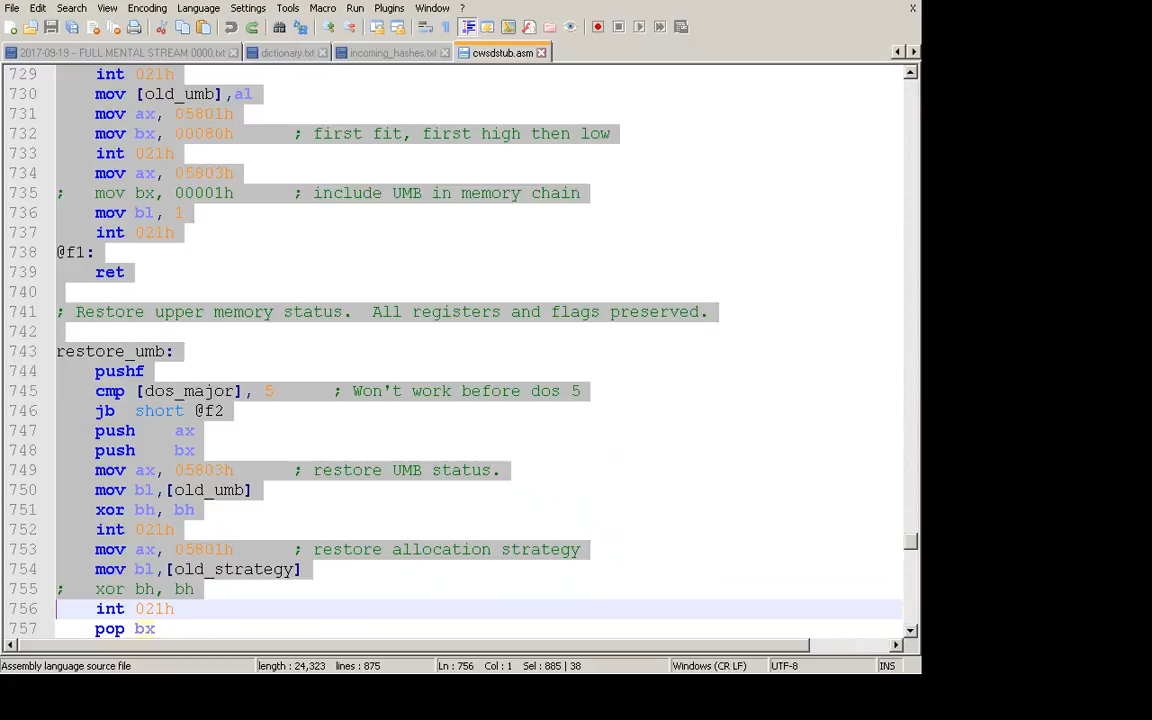 File Edit Search View Encoding Language Settings Tools Macro Run Plugins Window ? X
2017-09-19 – FULL MENTAL STREAM 0000.txt dictionary.txt incoming_hashes.txt cwsdstub.asm
729 int 021h
730 mov [old_umb],al
731 mov ax, 05801h
732 mov bx, 00080h ; first fit, first high then low
733 int 021h
734 mov ax, 05803h
735 ; mov bx, 00001h ; include UMB in memory chain
736 mov bl, 1
737 int 021h
738 @f1:
739 ret
740
741 ; Restore upper memory status.  All registers and flags preserved.
742
743 restore_umb:
744 pushf
745 cmp [dos_major], 5 ; Won't work before dos 5
746 jb short @f2
747 push ax
748 push bx
749 mov ax, 05803h ; restore UMB status.
750 mov bl,[old_umb]
751 xor bh, bh
752 int 021h
753 mov ax, 05801h ; restore allocation strategy
754 mov bl,[old_strategy]
755 ; xor bh, bh
756 int 021h
757 pop bx
Assembly language source file length : 24,323 lines : 875 Ln : 756 Col : 1 Sel : 885 | 38 Windows (CR LF) UTF-8 INS